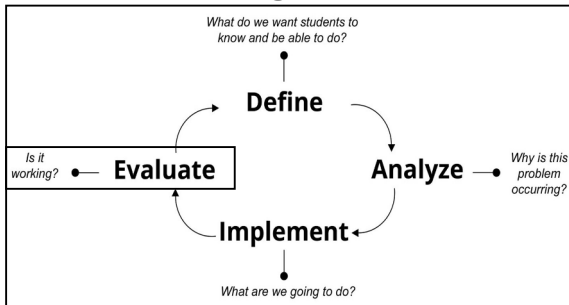 What do we want students to
know and be able to do?
Define
Is it
working?
Evaluate
Analyze
Why is this
problem
occurring?
Implement
What are we going to do?